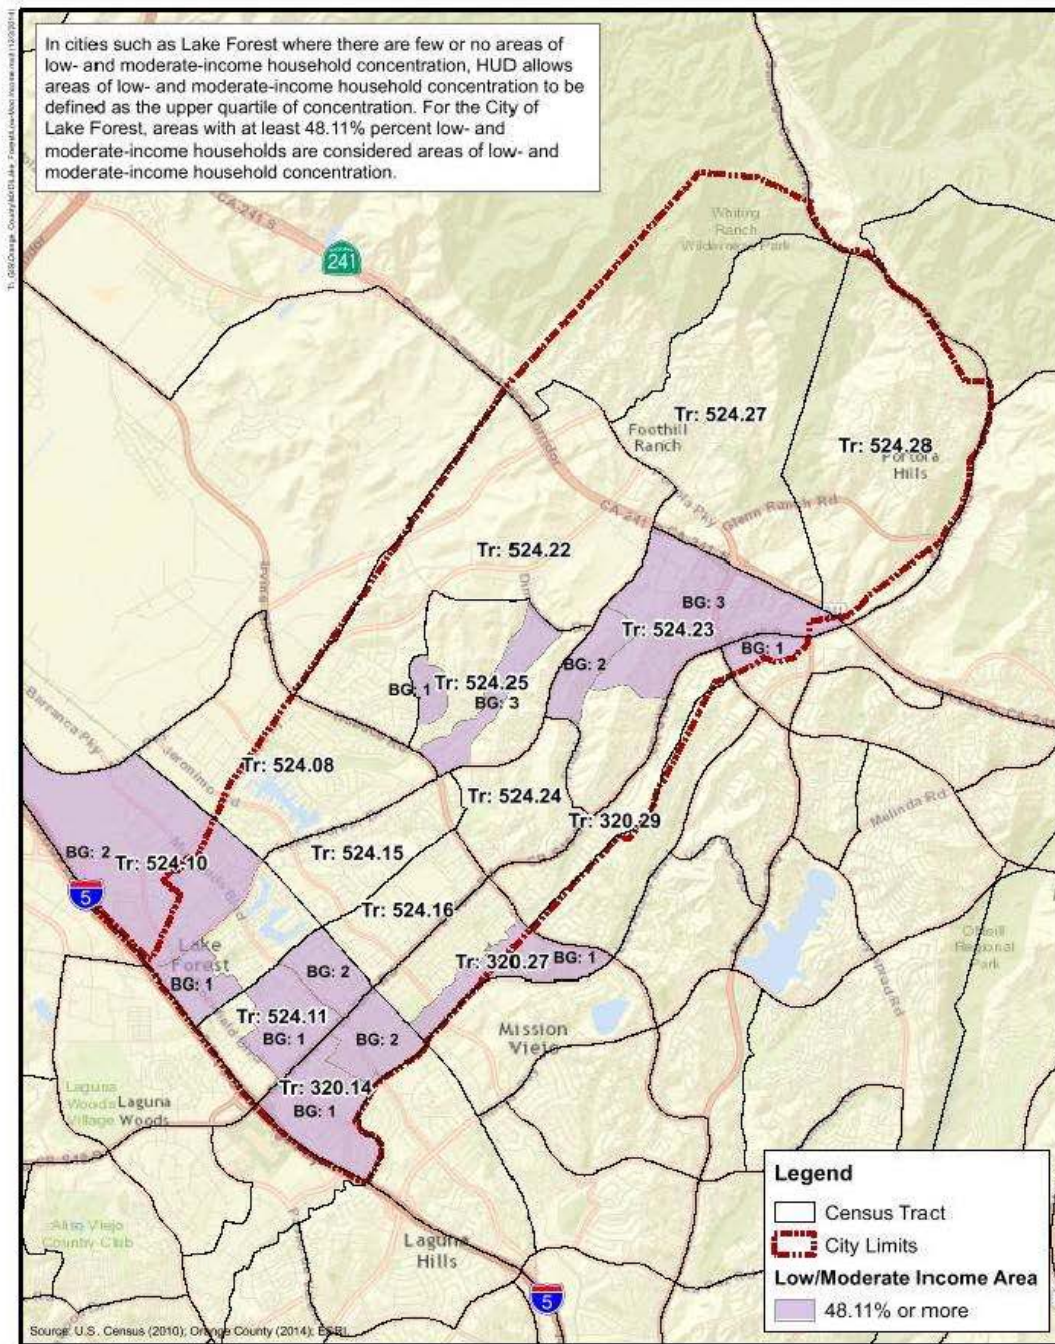 In cities such as Lake Forest where there are few or no areas of
low- and moderate-income household concentration, HUD allows
areas of low- and moderate-income household concentration to be
defined as the upper quartile of concentration. For the City of
Lake Forest, areas with at least 48.11% percent low- and
moderate-income households are considered areas of low- and
moderate-income household concentration.
CA-241 S
241
Whiting
Ranch
Wilderness Park
Tr: 524.27
Foothill
Ranch
Tr: 524.28
Portola
Hills
Glenn Ranch Rd
Tr: 524.22
BG: 3
Tr: 524.23
BG: 2
BG: 1
BG: 1
Tr: 524.25
BG: 3
Barranca Pky
Jeronimo Rd
Tr: 524.08
Tr: 524.24
Tr: 320.29
Melinda Rd
BG: 2
Tr: 524.10
Tr: 524.15
5
Tr: 524.16
Lake
Forest
BG: 1
BG: 2
Tr: 320.27
BG: 1
O'Neill
Regional
Park
Tr: 524.11
BG: 1
BG: 2
Mission
Viejo
Tr: 320.14
BG: 1
Laguna
Woods
Village
Laguna
Woods
Aliso Viejo
Country Club
Laguna
Hills
5
Legend
Census Tract
City Limits
Low/Moderate Income Area
48.11% or more
Source: U.S. Census (2010); Orange County (2014); ESRI